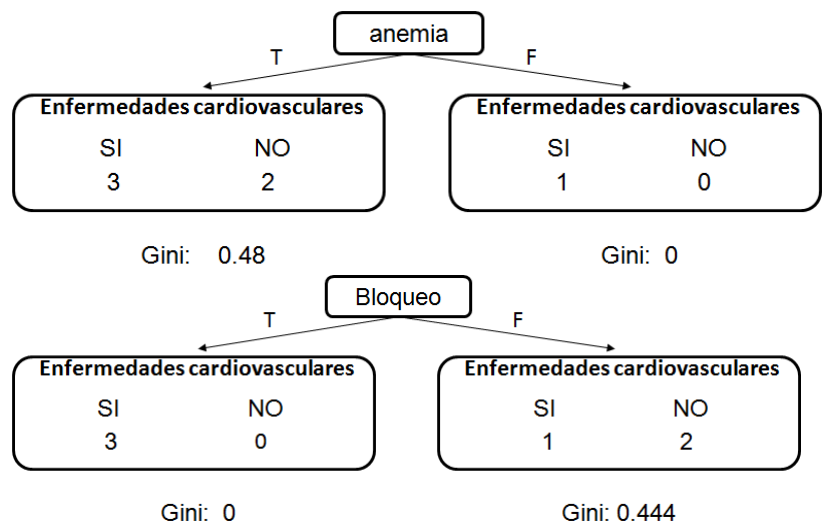 anemia
T F
Enfermedades cardiovasculares Enfermedades cardiovasculares
SI NO SI NO
3 2 1 0
Gini: 0.48 Gini: 0
Bloqueo
T F
Enfermedades cardiovasculares Enfermedades cardiovasculares
SI NO SI NO
3 0 1 2
Gini: 0 Gini: 0.444